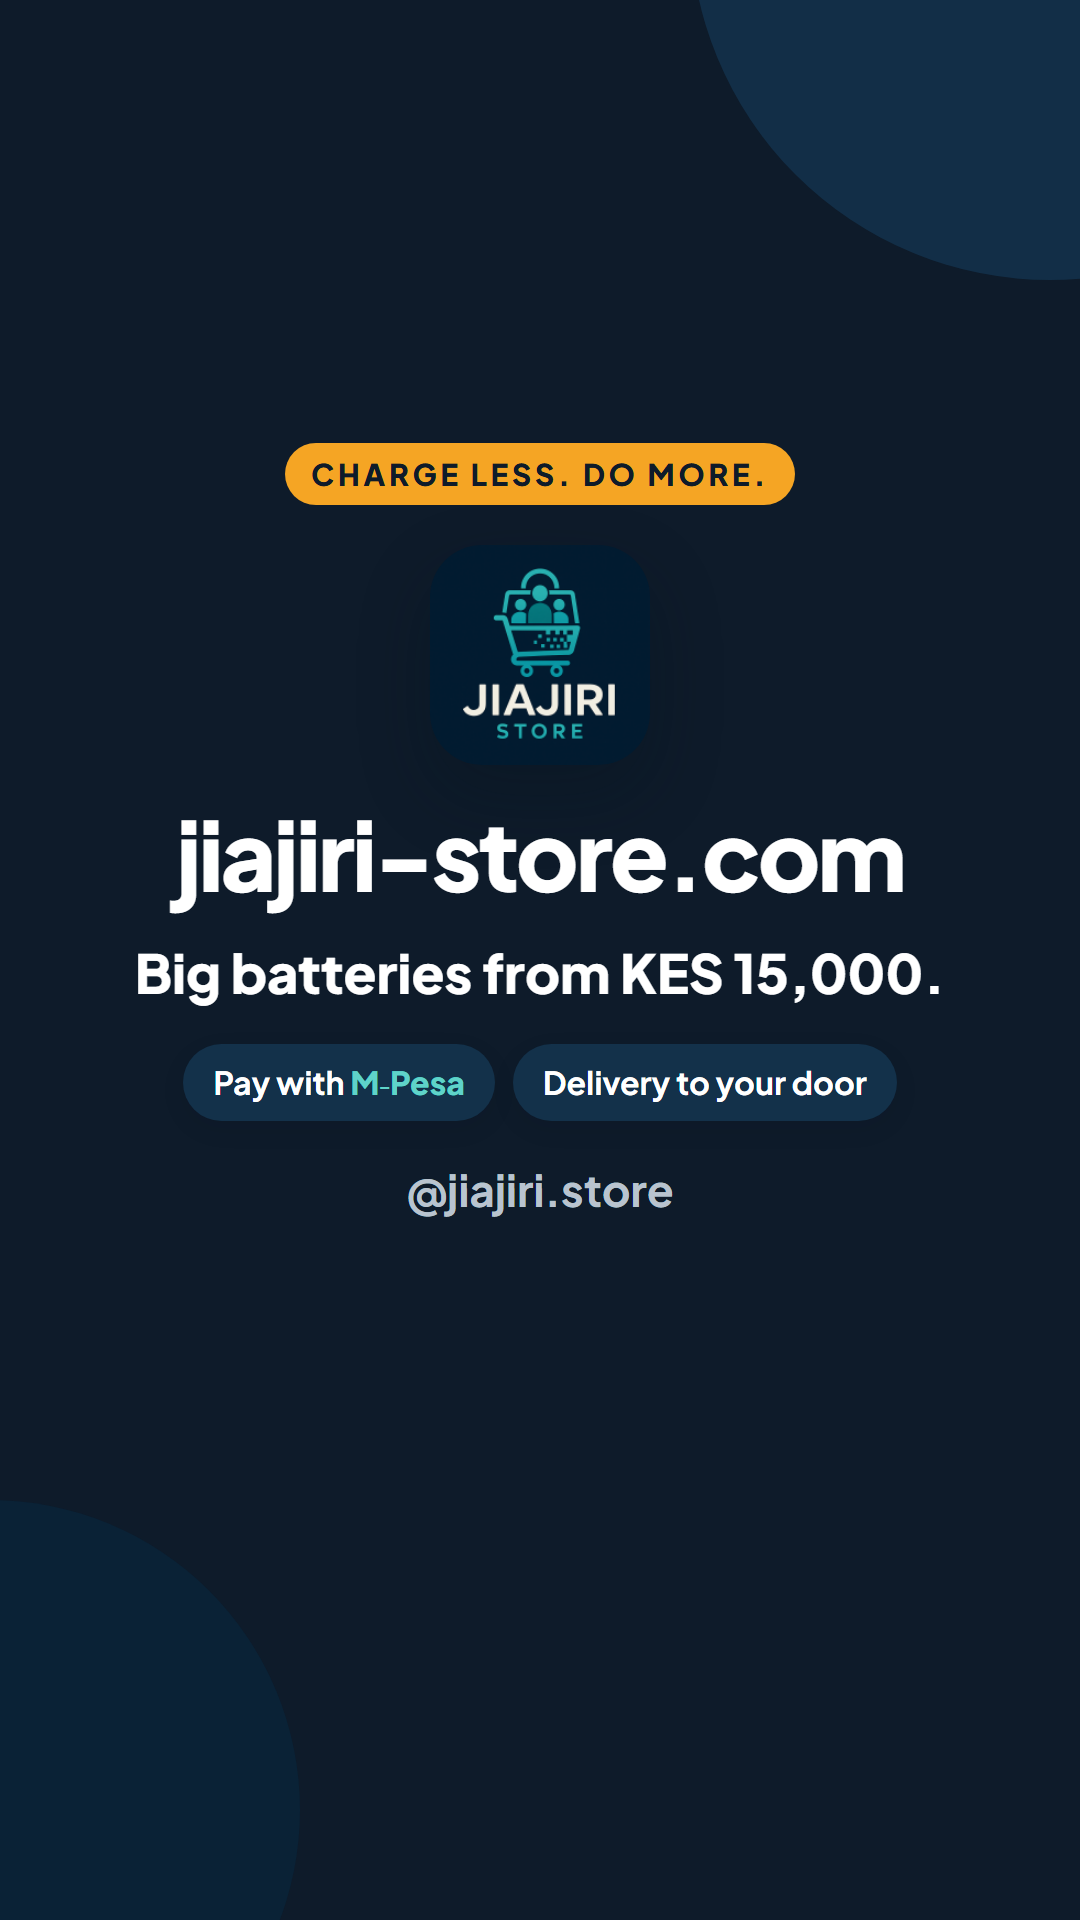 CHARGE LESS. DO MORE.
JIAJIRI
STORE
jiajiri-store.com
Big batteries from KES 15,000.
Pay with M-Pesa
Delivery to your door
@jiajiri.store